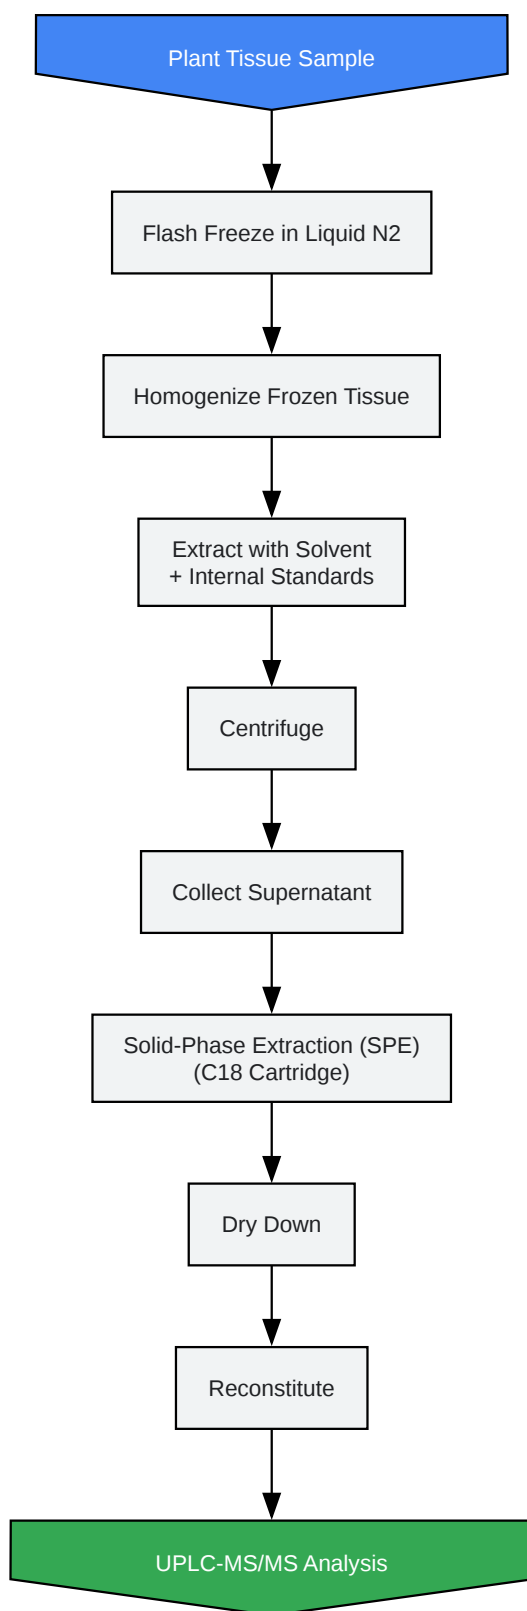 Plant Tissue Sample
Flash Freeze in Liquid N2
Homogenize Frozen Tissue
Extract with Solvent
+ Internal Standards
Centrifuge
Collect Supernatant
Solid-Phase Extraction (SPE)
(C18 Cartridge)
Dry Down
Reconstitute
UPLC-MS/MS Analysis